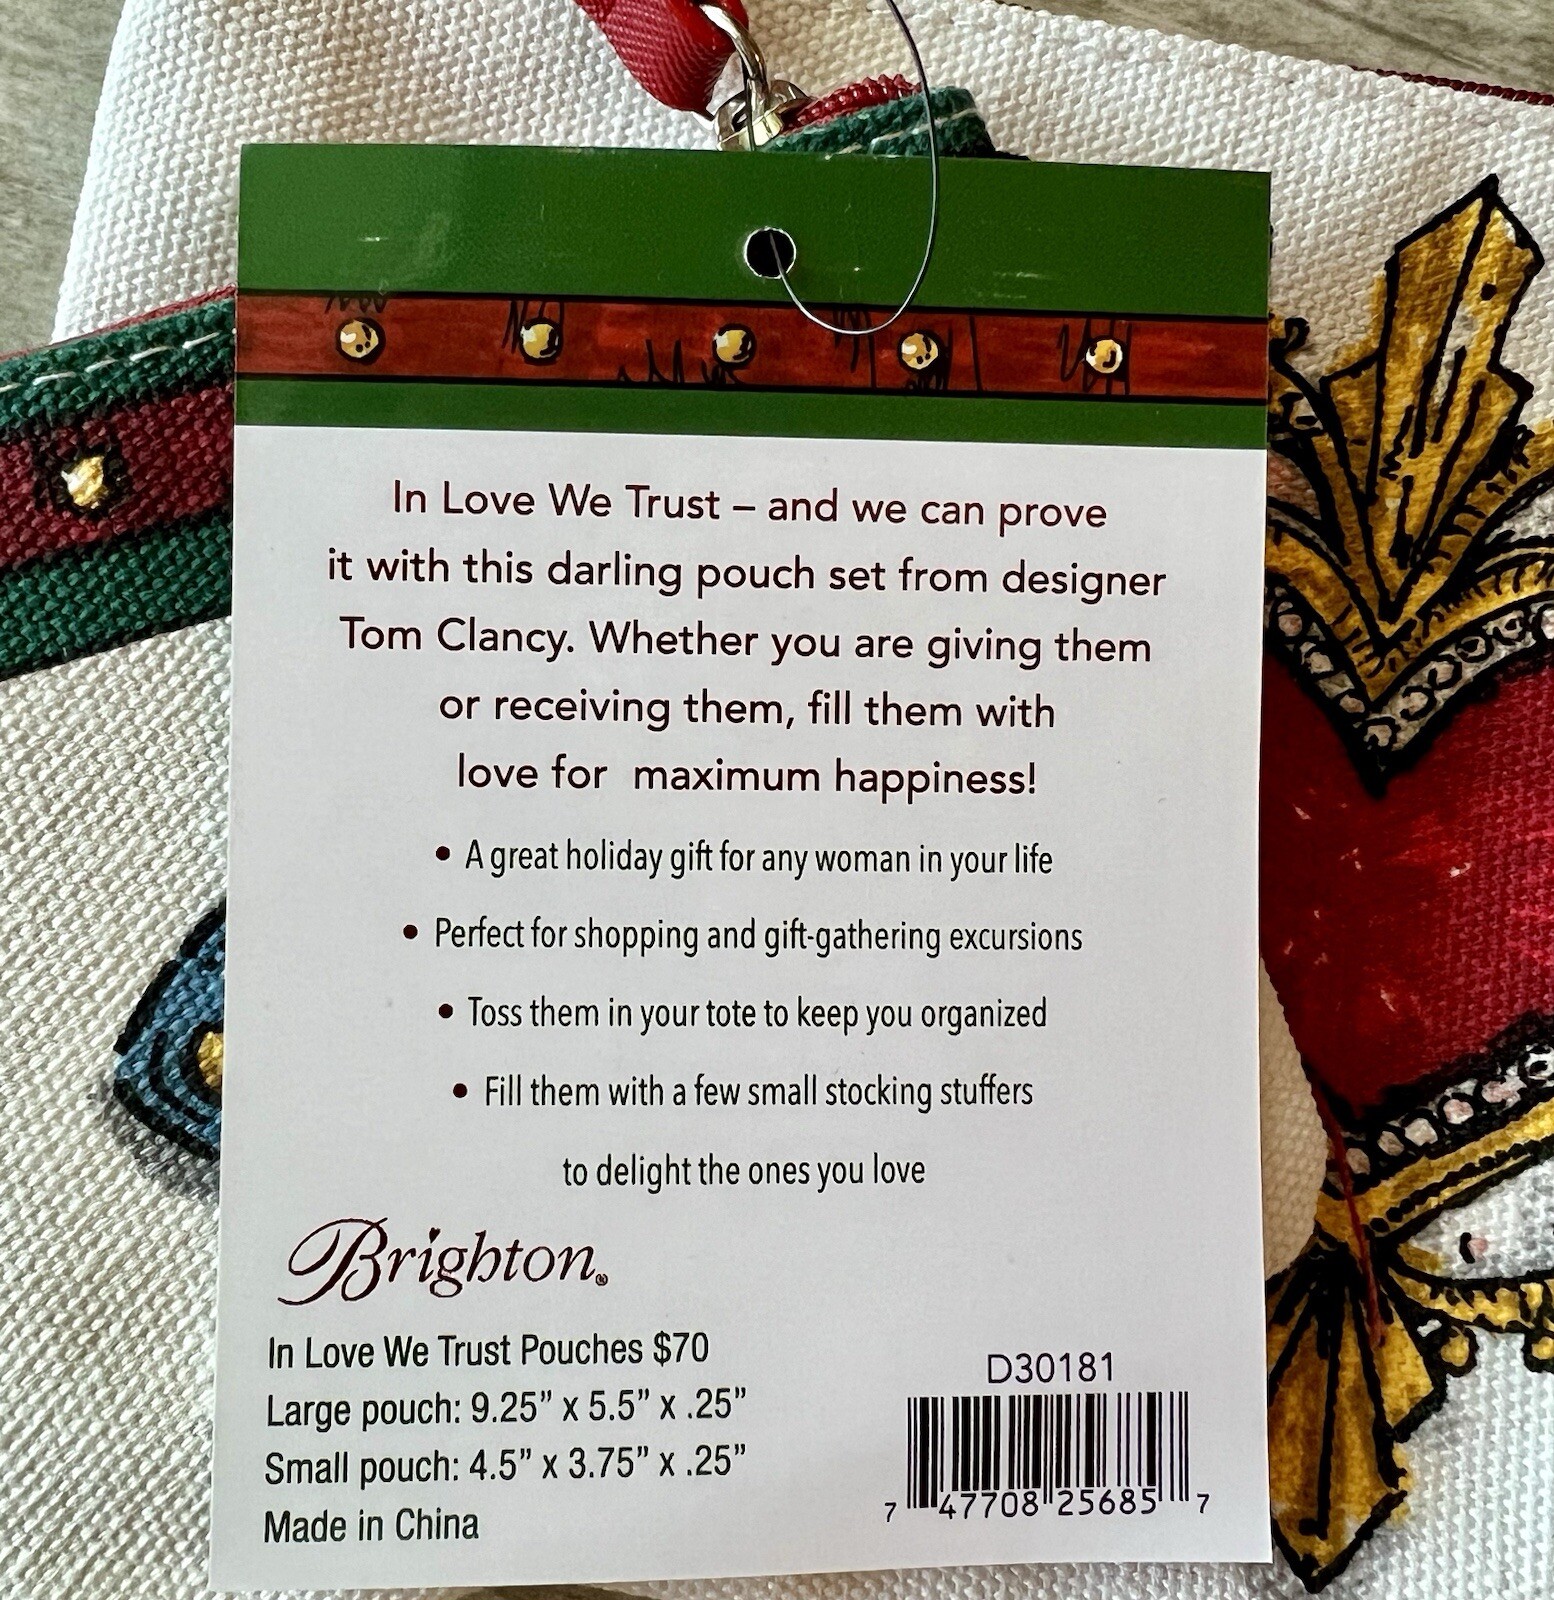 In Love We Trust – and we can prove
it with this darling pouch set from designer
Tom Clancy. Whether you are giving them
or receiving them, fill them with
love for  maximum happiness!
• A great holiday gift for any woman in your life
• Perfect for shopping and gift-gathering excursions
• Toss them in your tote to keep you organized
• Fill them with a few small stocking stuffers
to delight the ones you love
Brighton®
In Love We Trust Pouches $70
Large pouch: 9.25” x 5.5” x .25”
Small pouch: 4.5” x 3.75” x .25”
Made in China
D30181
7 47708 25685 7